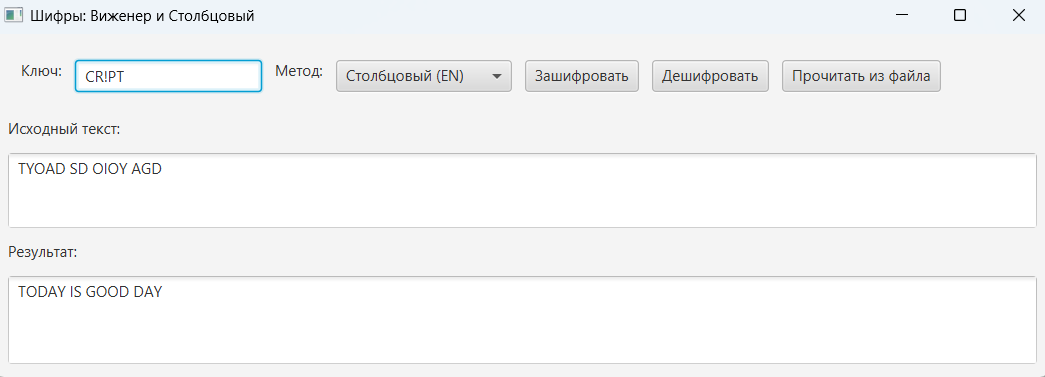 Шифры: Виженер и Столбцовый
Ключ: CR!PT Метод: Столбцовый (EN) Зашифровать Дешифровать Прочитать из файла
Исходный текст:
TYOAD SD OIOY AGD
Результат:
TODAY IS GOOD DAY